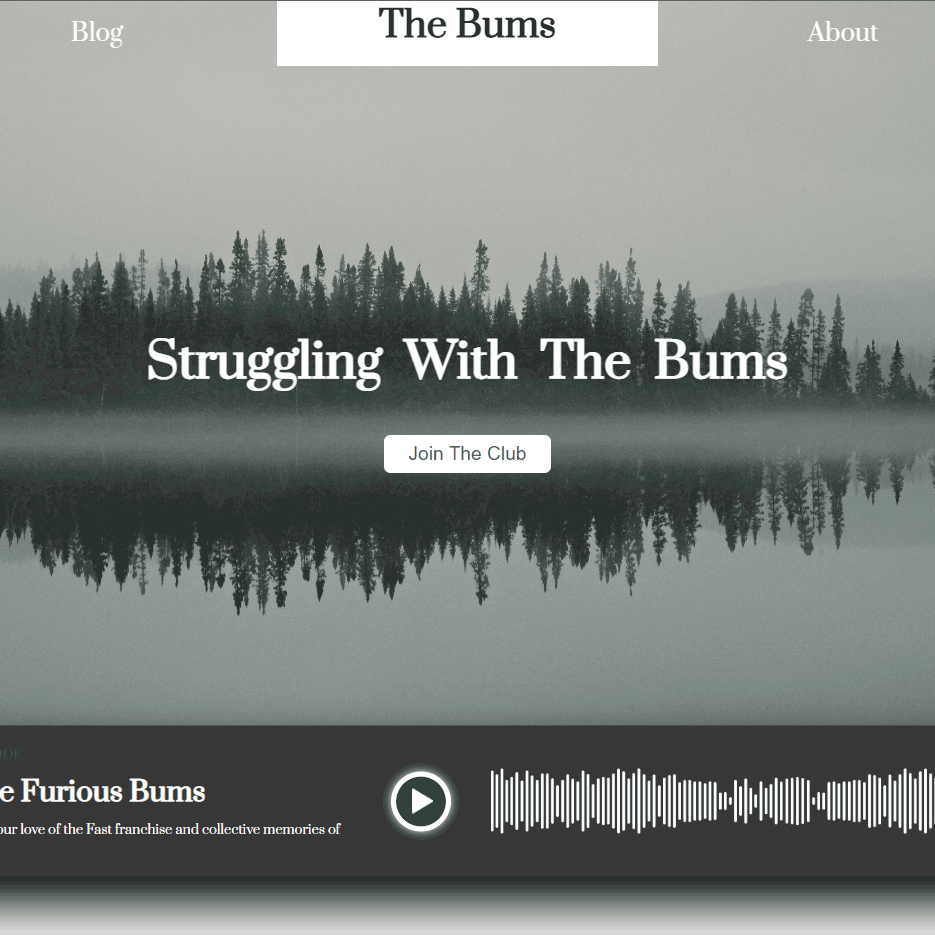 Blog
The Bums
About
Struggling With The Bums
Join The Club
Furious Bums
our love of the Fast franchise and collective memories of